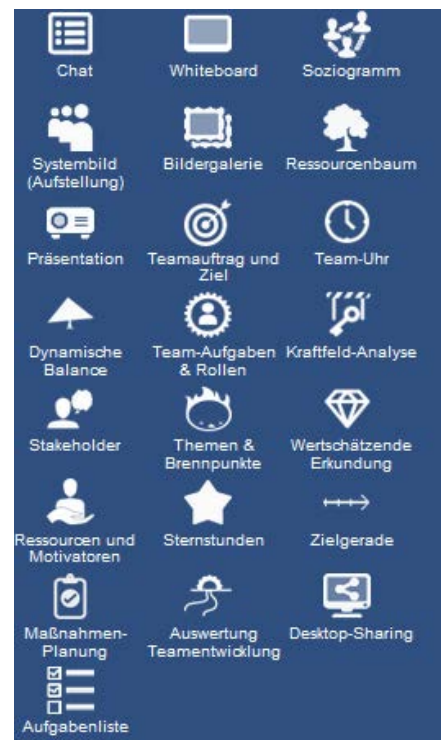 Chat
Whiteboard
Soziogramm
Systembild
(Aufstellung)
Bildergalerie
Ressourcenbaum
Präsentation
Teamauftrag und
Ziel
Team-Uhr
Dynamische
Balance
Team-Aufgaben
& Rollen
Kraftfeld-Analyse
Stakeholder
Themen &
Brennpunkte
Wertschätzende
Erkundung
Ressourcen und
Motivatoren
Sternstunden
Zielgerade
Maßnahmen-
Planung
Auswertung
Teamentwicklung
Desktop-Sharing
Aufgabenliste